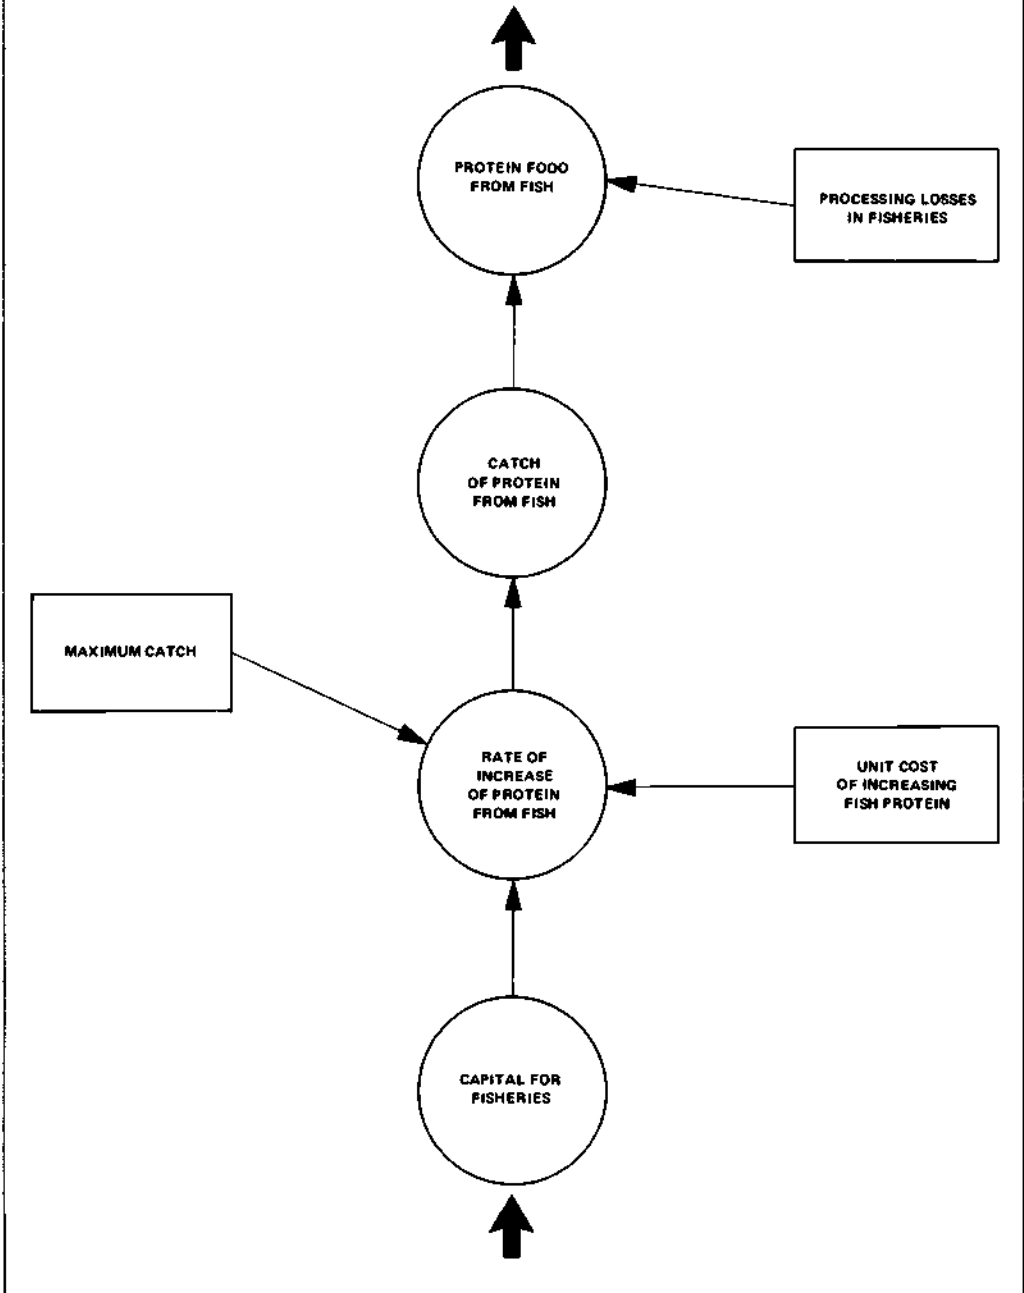 PROTEIN FOOD
FROM FISH
PROCESSING LOSSES
IN FISHERIES
CATCH
OF PROTEIN
FROM FISH
MAXIMUM CATCH
RATE OF
INCREASE
OF PROTEIN
FROM FISH
UNIT COST
OF INCREASING
FISH PROTEIN
CAPITAL FOR
FISHERIES